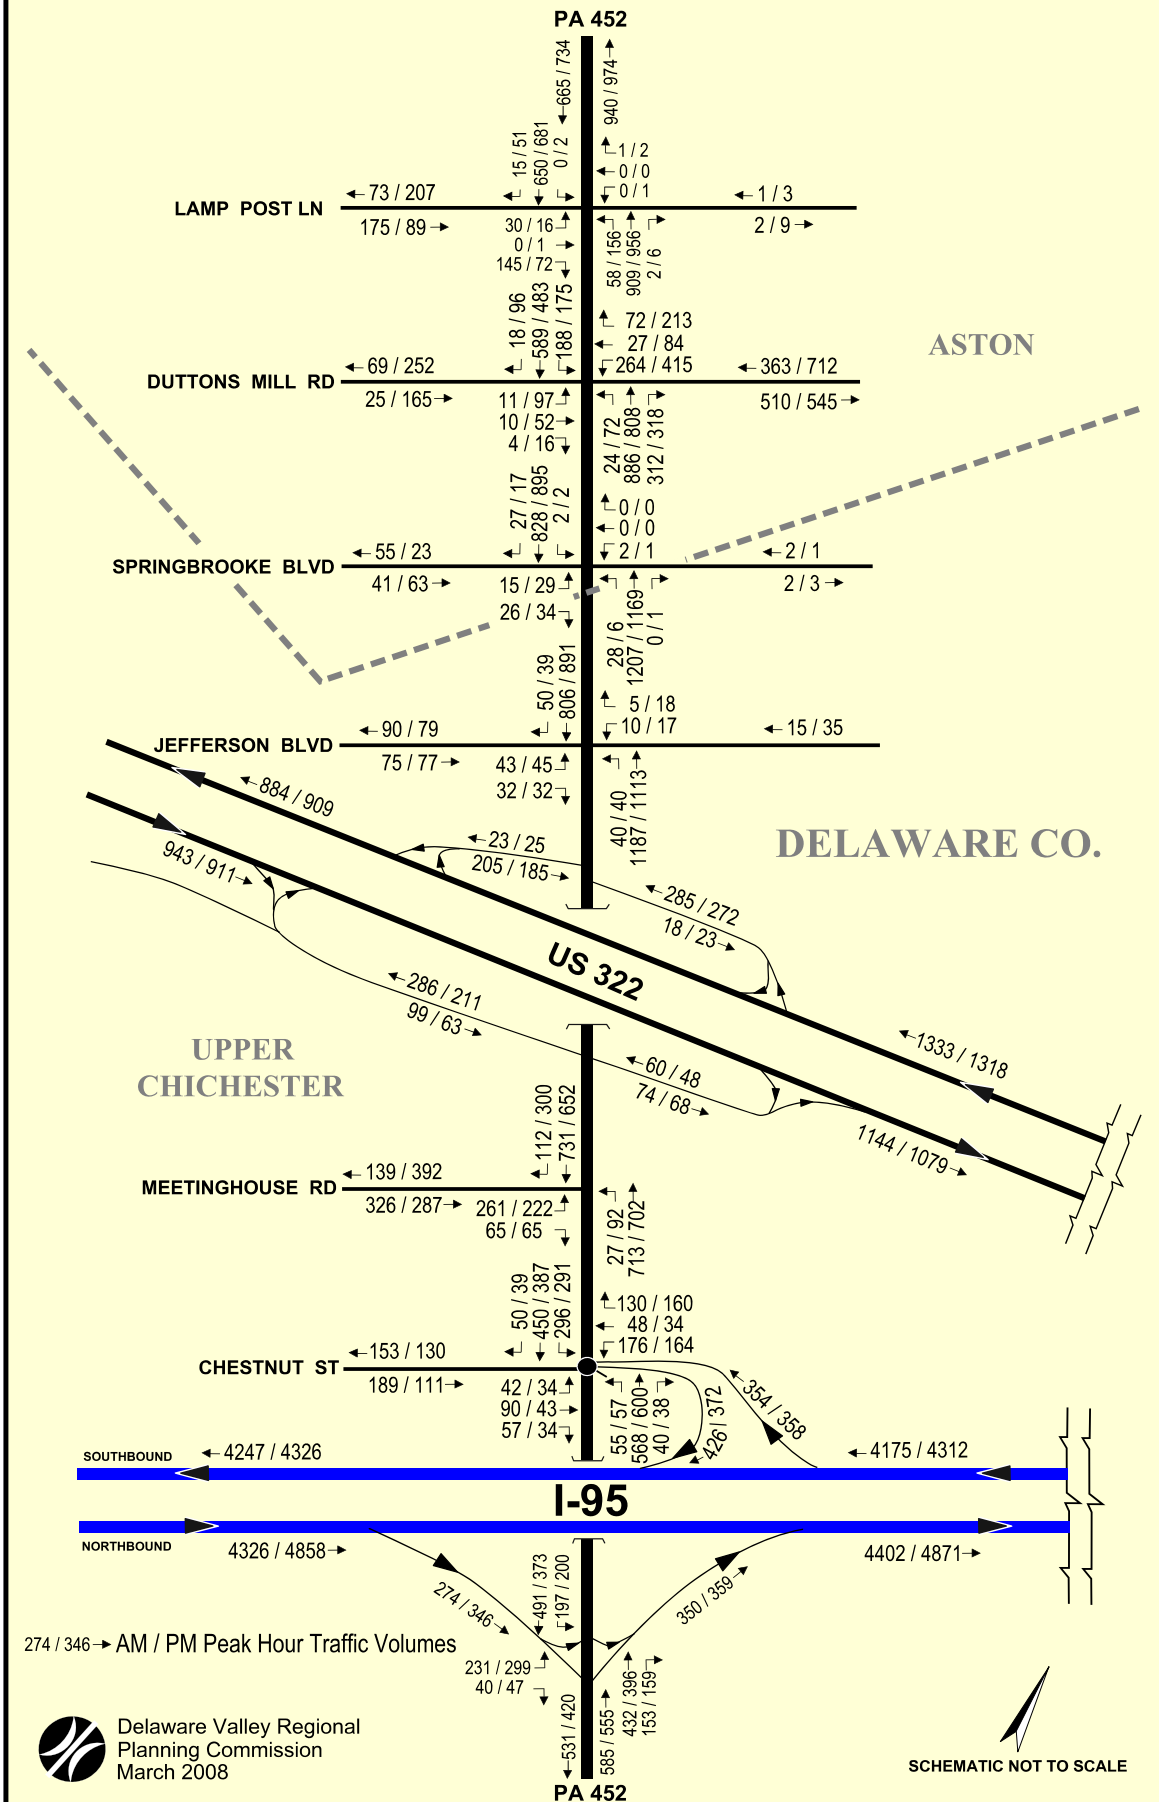 PA 452
665 / 734
940 / 974
15 / 51
650 / 681
0 / 2
1 / 2
0 / 0
0 / 1
73 / 207
1 / 3
LAMP POST LN
175 / 89
30 / 16
0 / 1
145 / 72
58 / 156
909 / 956
2 / 6
2 / 9
18 / 96
589 / 483
188 / 175
72 / 213
27 / 84
264 / 415
ASTON
69 / 252
363 / 712
DUTTONS MILL RD
25 / 165
11 / 97
10 / 52
4 / 16
24 / 72
886 / 808
312 / 318
510 / 545
27 / 17
828 / 895
2 / 2
0 / 0
0 / 0
2 / 1
55 / 23
2 / 1
SPRINGBROOKE BLVD
41 / 63
15 / 29
26 / 34
28 / 6
1207 / 1169
0 / 1
2 / 3
50 / 39
806 / 891
5 / 18
10 / 17
90 / 79
15 / 35
JEFFERSON BLVD
75 / 77
43 / 45
32 / 32
40 / 40
1187 / 1113
884 / 909
DELAWARE CO.
943 / 911
23 / 25
205 / 185
285 / 272
18 / 23
US 322
286 / 211
99 / 63
1333 / 1318
UPPER
CHICHESTER
60 / 48
74 / 68
1144 / 1079
112 / 300
731 / 652
139 / 392
MEETINGHOUSE RD
326 / 287
261 / 222
65 / 65
27 / 92
713 / 702
50 / 39
450 / 387
296 / 291
130 / 160
48 / 34
176 / 164
153 / 130
CHESTNUT ST
189 / 111
42 / 34
90 / 43
57 / 34
55 / 57
568 / 600
40 / 38
426 / 372
354 / 358
SOUTHBOUND
4247 / 4326
4175 / 4312
I-95
NORTHBOUND
4326 / 4858
4402 / 4871
274 / 346
491 / 373
197 / 200
350 / 359
274 / 346 AM / PM Peak Hour Traffic Volumes
231 / 299
40 / 47
432 / 396
153 / 159
531 / 420
585 / 555
Delaware Valley Regional
Planning Commission
March 2008
SCHEMATIC NOT TO SCALE
PA 452